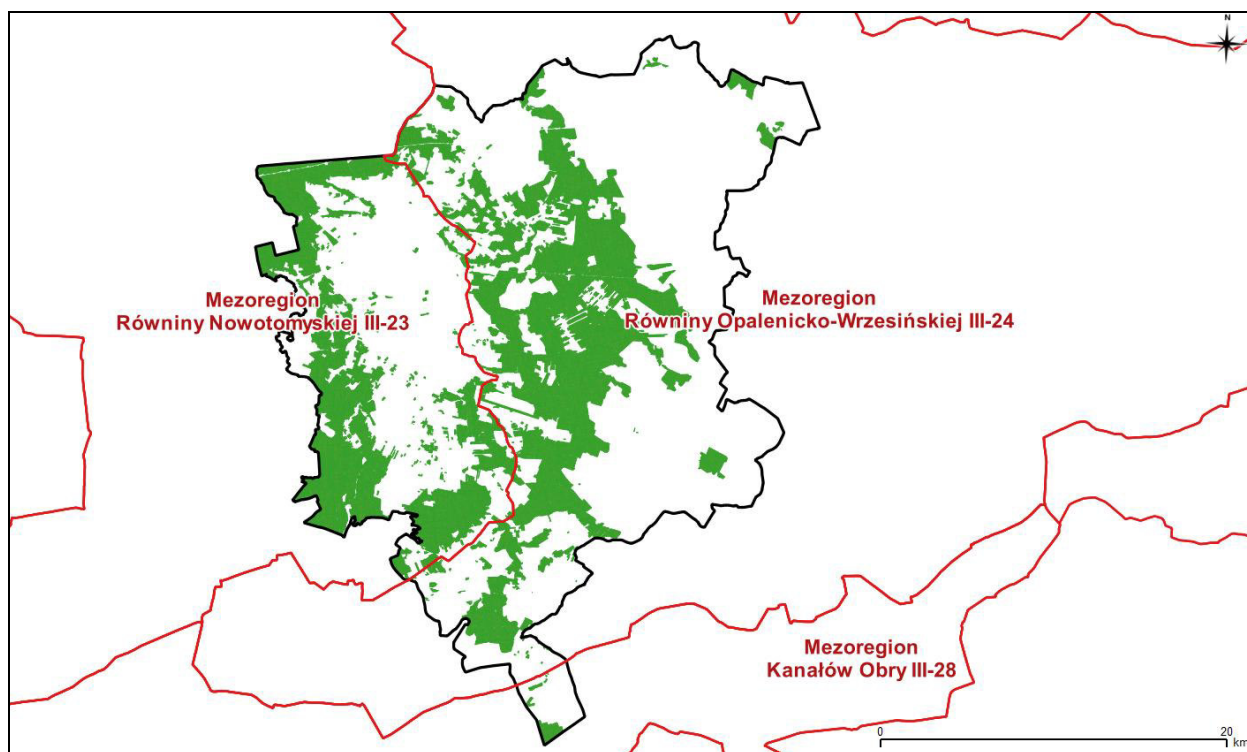 N
Mezoregion
Równiny Nowotomyskiej III-23
Mezoregion
Równiny Opalenicko-Wrzesińskiej III-24
Mezoregion
Kanałów Obry III-28
0 20
km